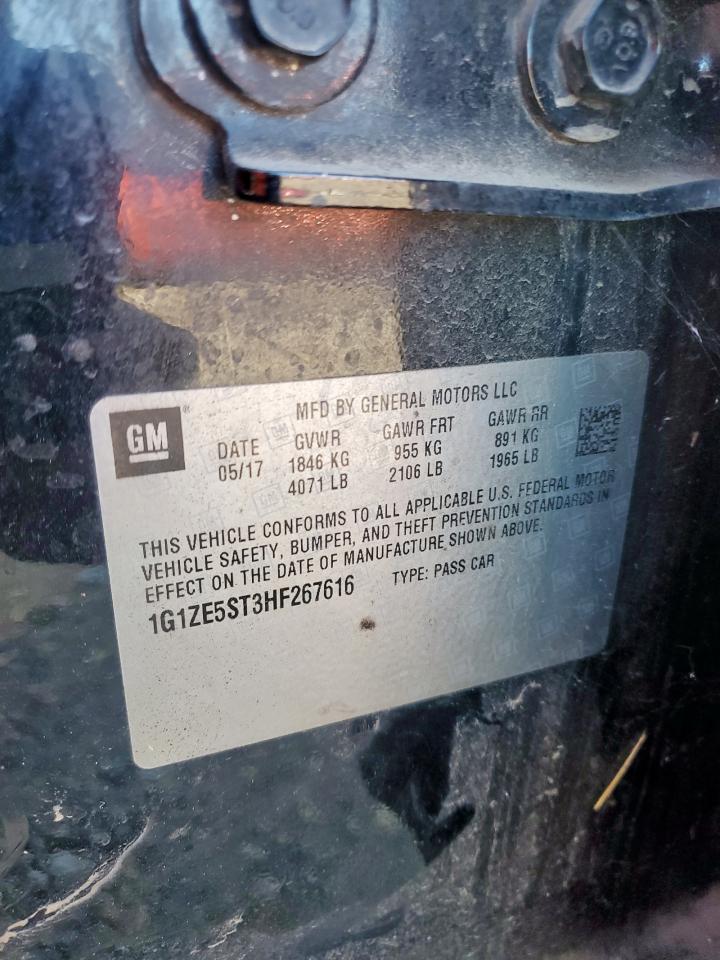 GM
MFD BY GENERAL MOTORS LLC
DATE GVWR GAWR FRT GAWR RR
05/17 1846 KG 955 KG 891 KG
4071 LB 2106 LB 1965 LB
THIS VEHICLE CONFORMS TO ALL APPLICABLE U.S. FEDERAL MOTOR
VEHICLE SAFETY, BUMPER, AND THEFT PREVENTION STANDARDS IN
EFFECT ON THE DATE OF MANUFACTURE SHOWN ABOVE.
1G1ZE5ST3HF267616 TYPE: PASS CAR